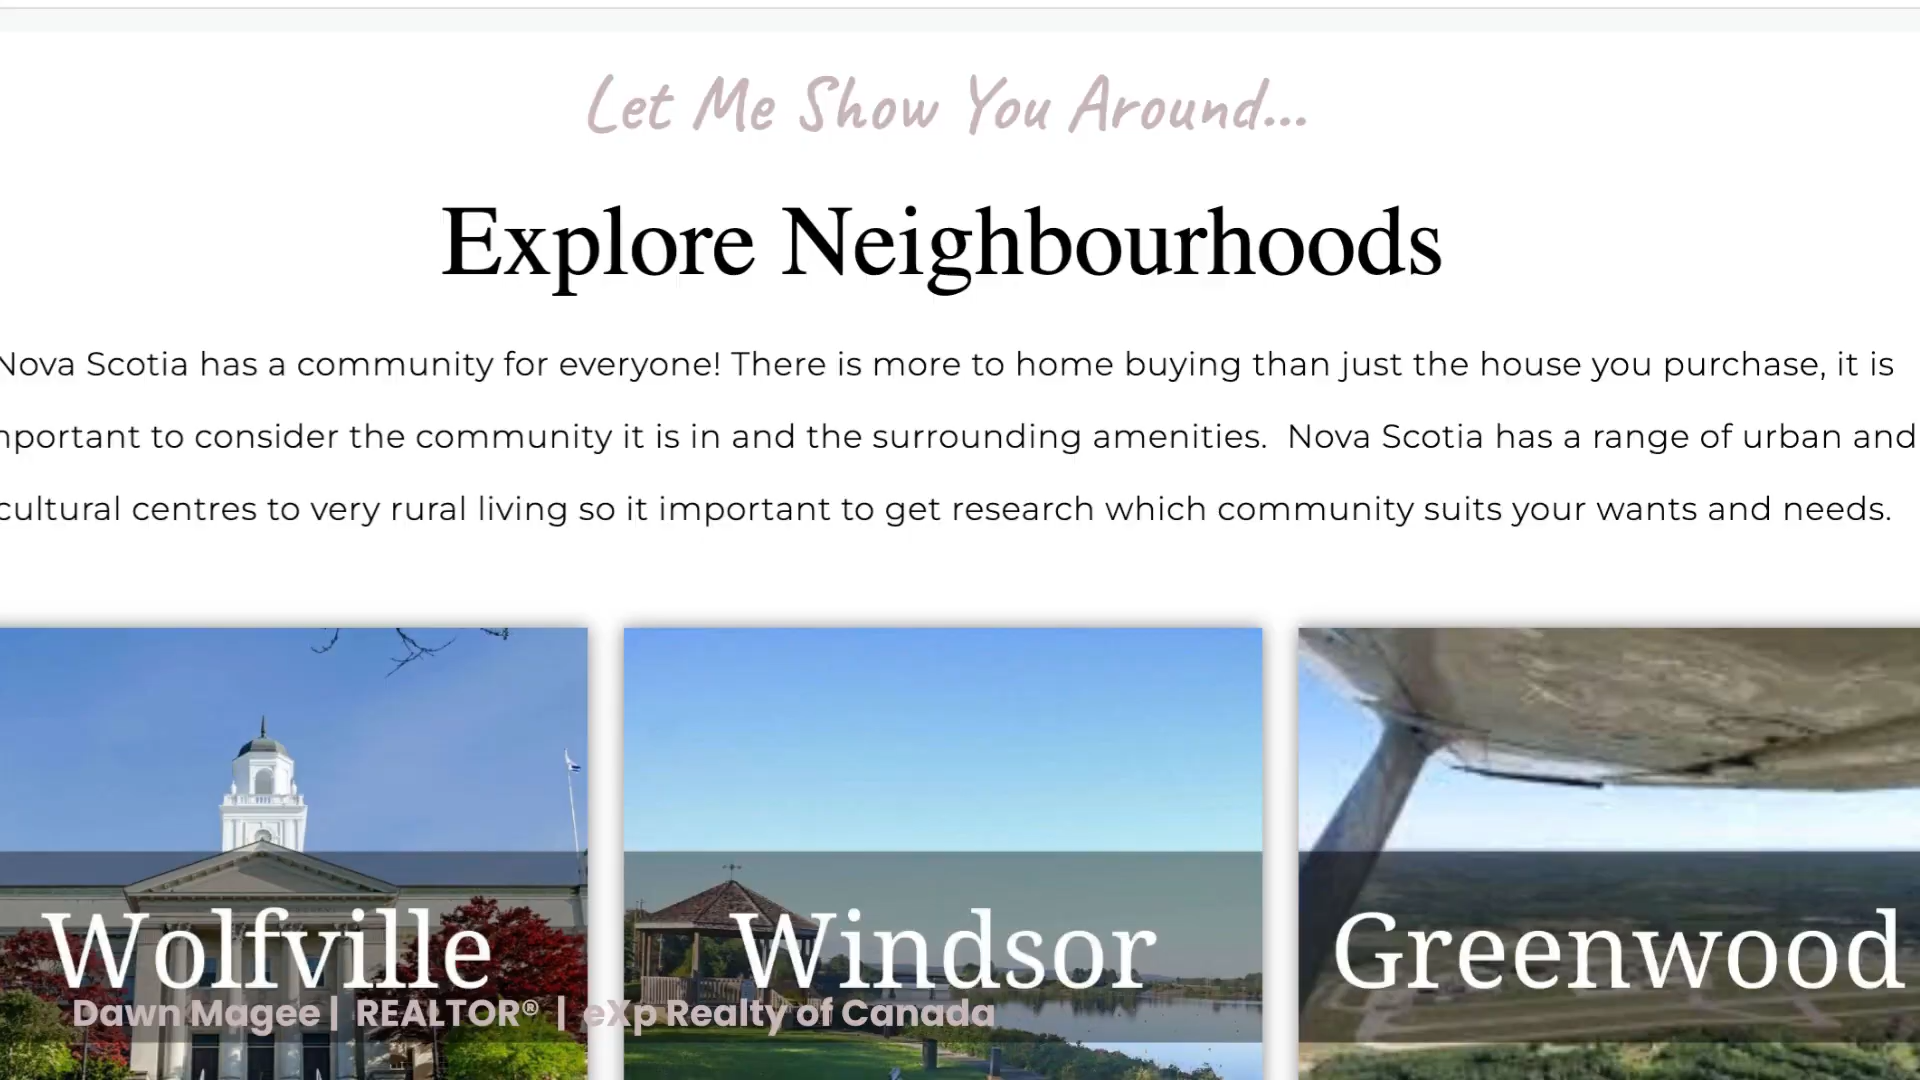 Let Me Show You Around...
Explore Neighbourhoods
Nova Scotia has a community for everyone! There is more to home buying than just the house you purchase, it is
mportant to consider the community it is in and the surrounding amenities. Nova Scotia has a range of urban and
cultural centres to very rural living so it important to get research which community suits your wants and needs.
Wolfville
Windsor
Greenwood
Dawn Magee | REALTOR® | eXp Realty of Canada